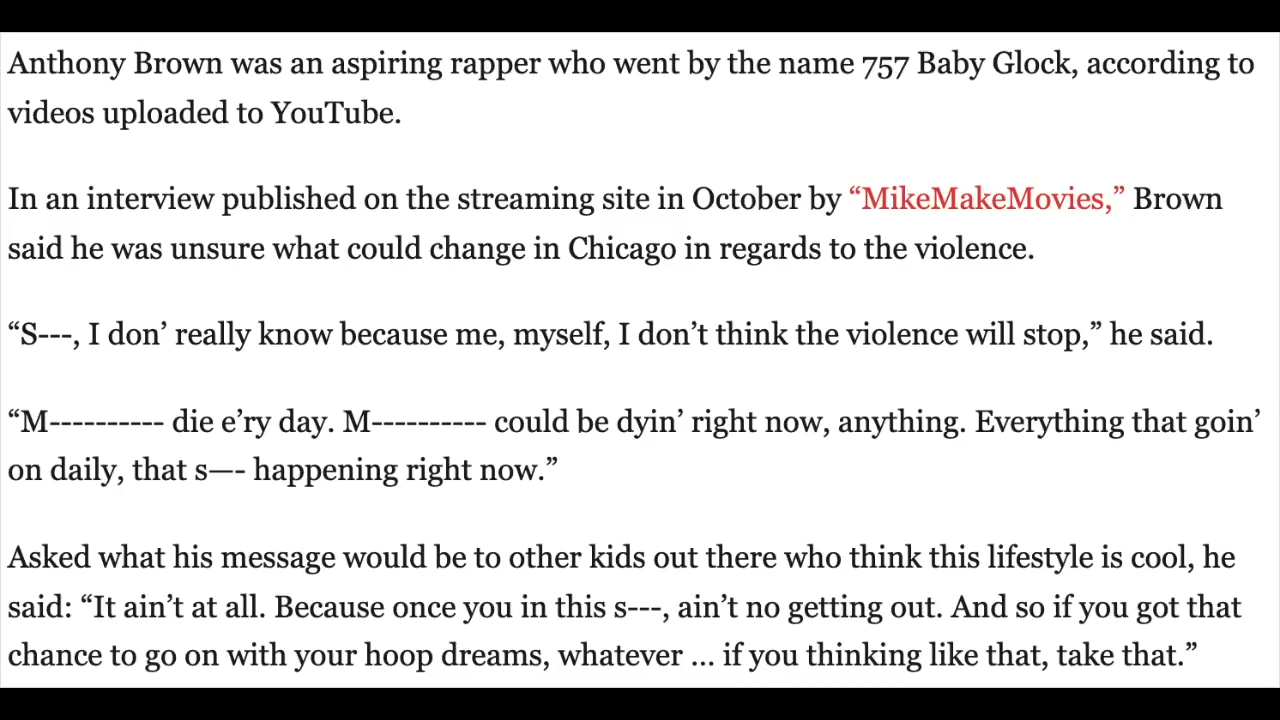 Anthony Brown was an aspiring rapper who went by the name 757 Baby Glock, according to
videos uploaded to YouTube.
In an interview published on the streaming site in October by “MikeMakeMovies,” Brown
said he was unsure what could change in Chicago in regards to the violence.
“S---, I don’ really know because me, myself, I don’t think the violence will stop,” he said.
“M---------- die e’ry day. M---------- could be dyin’ right now, anything. Everything that goin’
on daily, that s—- happening right now.”
Asked what his message would be to other kids out there who think this lifestyle is cool, he
said: “It ain’t at all. Because once you in this s---, ain’t no getting out. And so if you got that
chance to go on with your hoop dreams, whatever ... if you thinking like that, take that.”